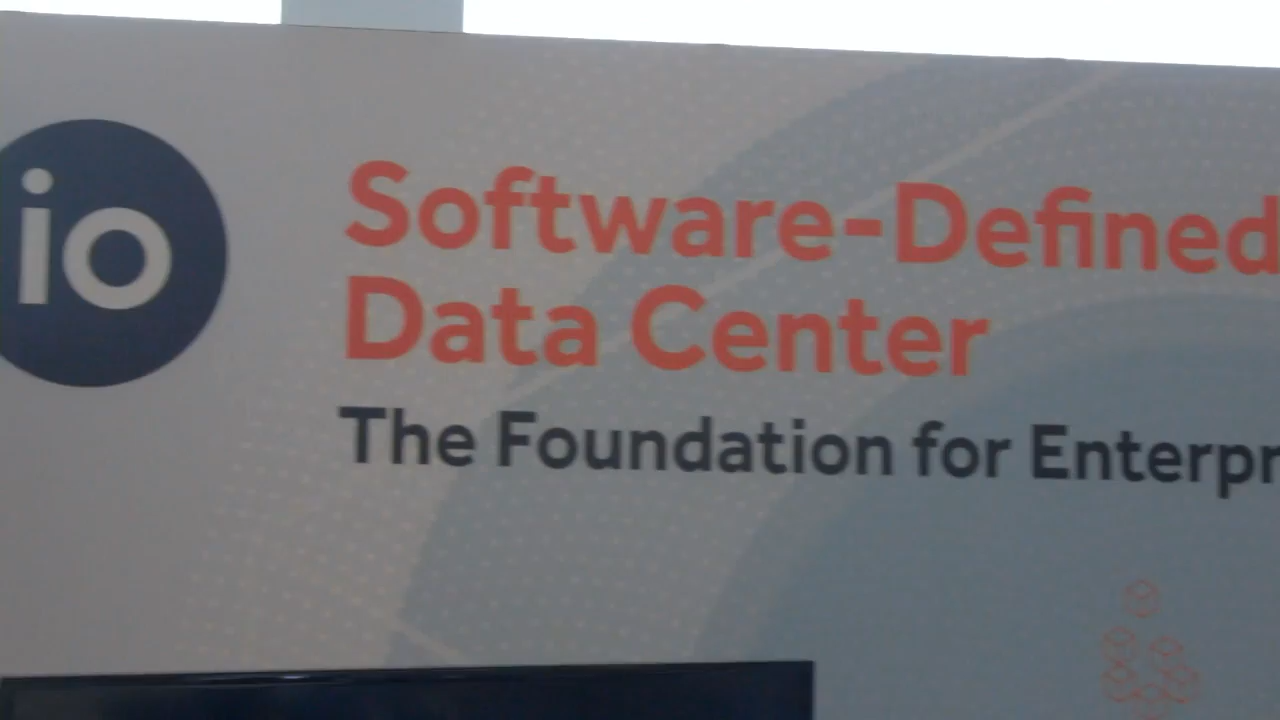 io
Software-Defined
Data Center
The Foundation for